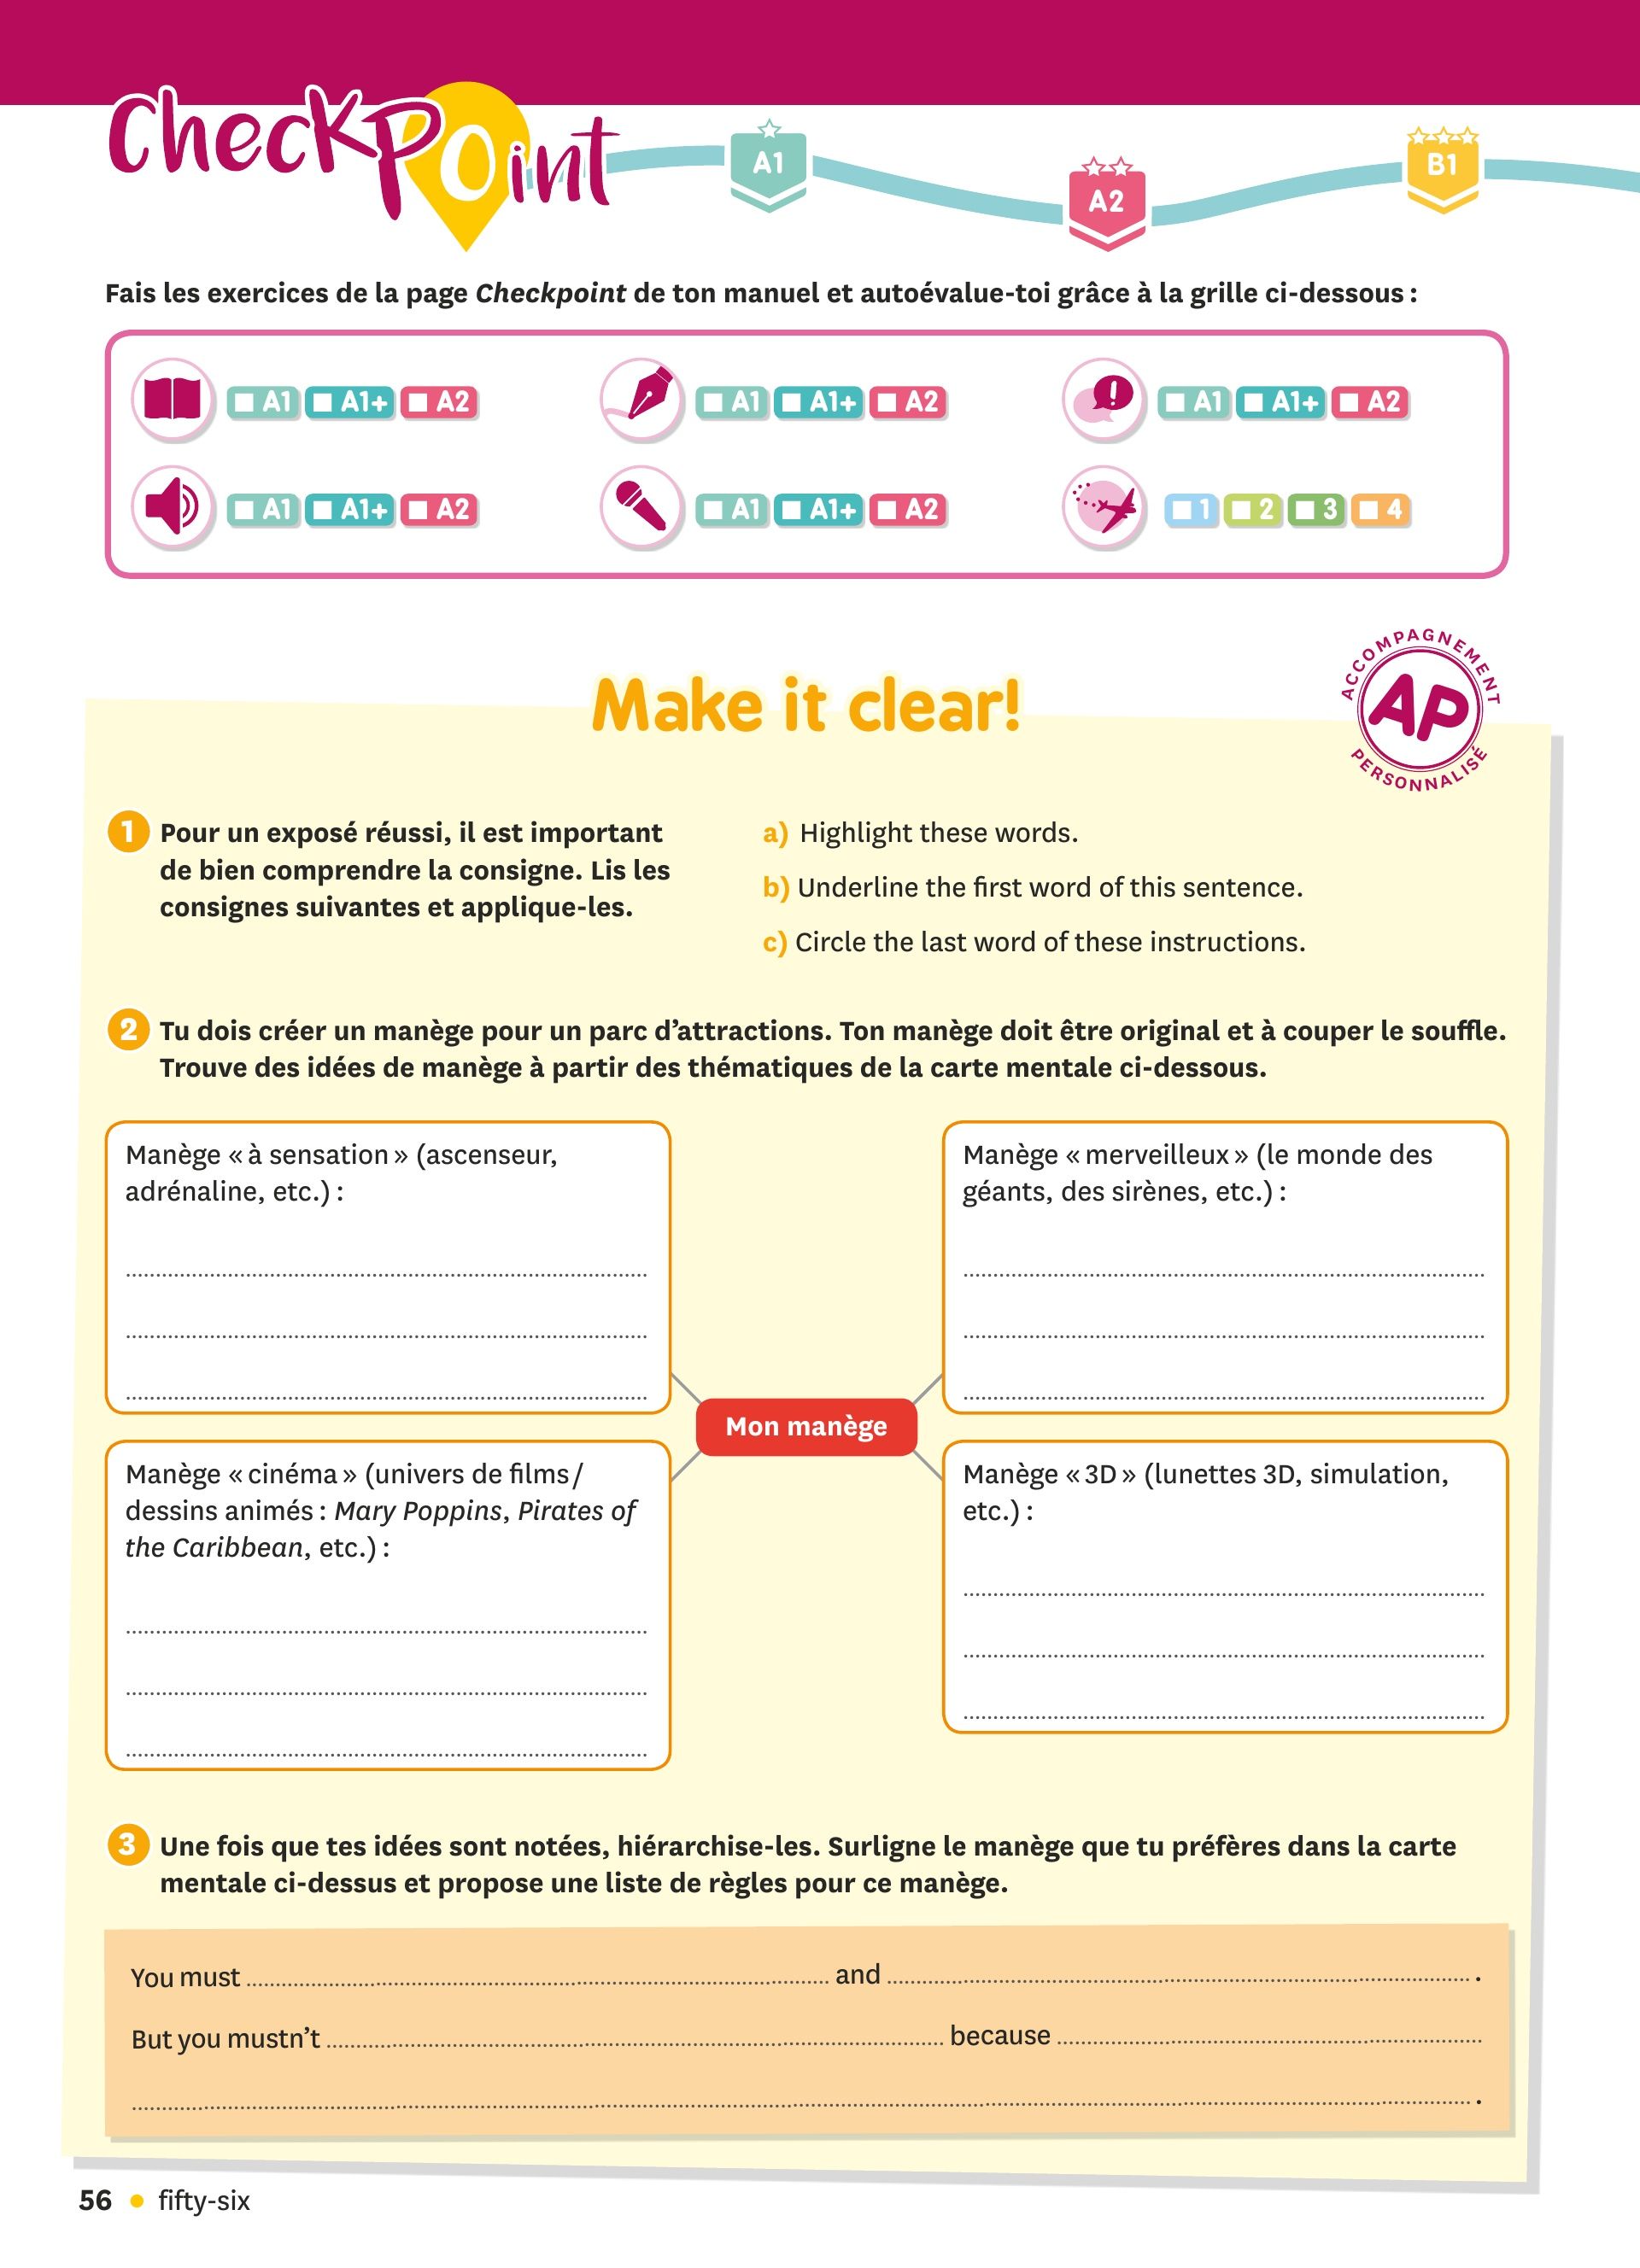 CheckPoint
A1
A2
B1
Fais les exercices de la page Checkpoint de ton manuel et autoévalue-toi grâce à la grille ci-dessous :
A1 A1+ A2
A1 A1+ A2
A1 A1+ A2
A1 A1+ A2
A1 A1+ A2
1 2 3 4
Make it clear!
ACCOMPAGNEMENT
AP
PERSONNALISÉ
1 Pour un exposé réussi, il est important
de bien comprendre la consigne. Lis les
consignes suivantes et applique-les.
a) Highlight these words.
b) Underline the first word of this sentence.
c) Circle the last word of these instructions.
2 Tu dois créer un manège pour un parc d’attractions. Ton manège doit être original et à couper le souffle.
Trouve des idées de manège à partir des thématiques de la carte mentale ci-dessous.
Manège « à sensation » (ascenseur,
adrénaline, etc.) :
Manège « merveilleux » (le monde des
géants, des sirènes, etc.) :
Mon manège
Manège « cinéma » (univers de films/
dessins animés : Mary Poppins, Pirates of
the Caribbean, etc.) :
Manège « 3D » (lunettes 3D, simulation,
etc.) :
3 Une fois que tes idées sont notées, hiérarchise-les. Surligne le manège que tu préfères dans la carte
mentale ci-dessus et propose une liste de règles pour ce manège.
You must ........ and ........ .
But you mustn’t ........ because ........
........ .
56 • fifty-six